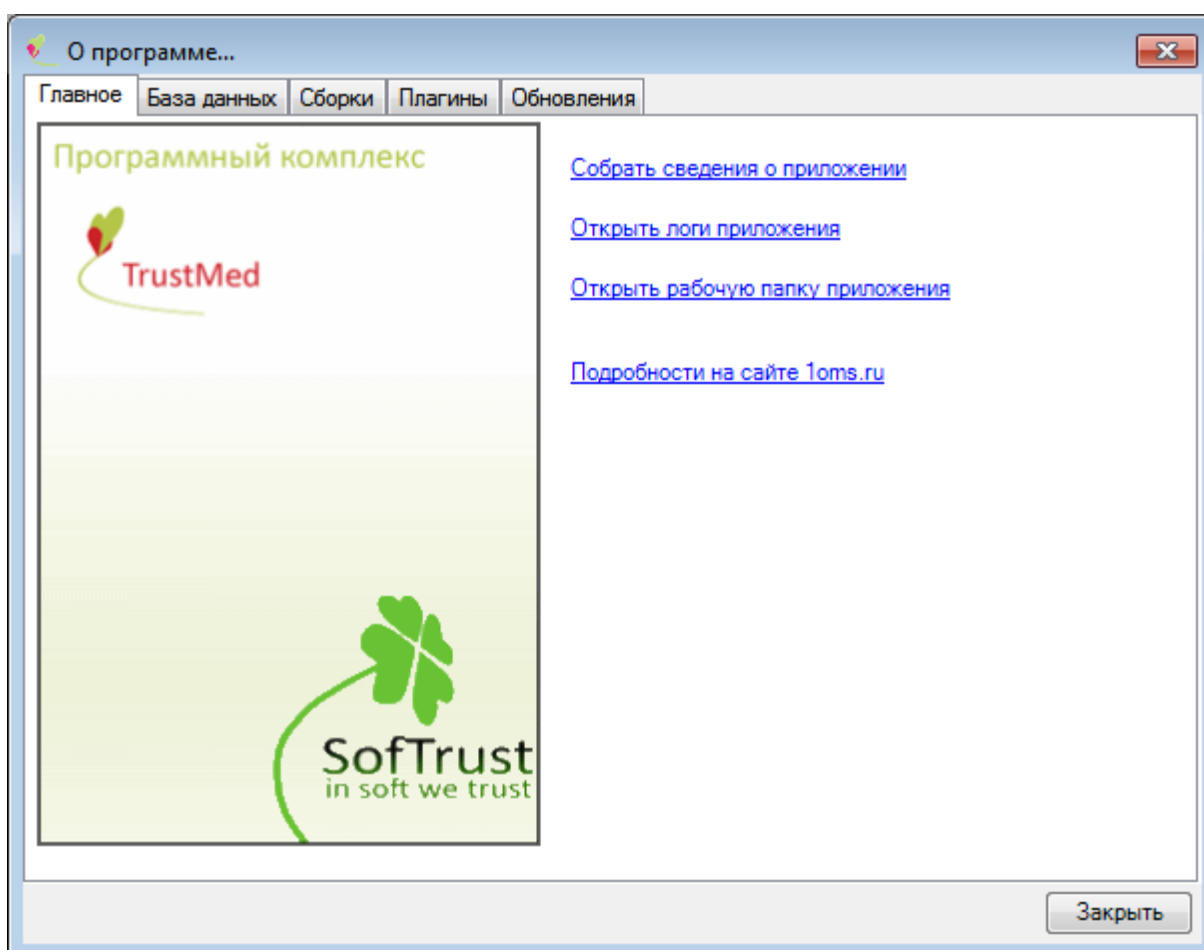 О программе...
Главное База данных Сборки Плагины Обновления
Программный комплекс
TrustMed
SofTrust
in soft we trust
Собрать сведения о приложении
Открыть логи приложения
Открыть рабочую папку приложения
Подробности на сайте 1oms.ru
Закрыть